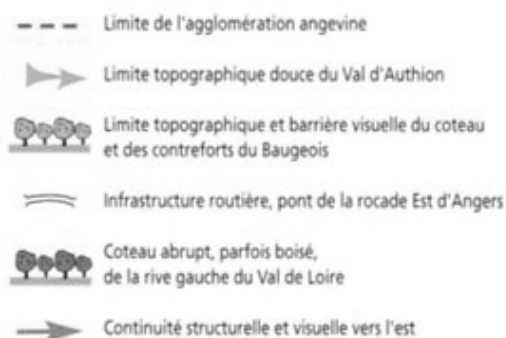 Limite de l'agglomération angevine
Limite topographique douce du Val d'Authion
Limite topographique et barrière visuelle du coteau
et des contreforts du Baugeois
Infrastructure routière, pont de la rocade Est d'Angers
Coteau abrupt, parfois boisé,
de la rive gauche du Val de Loire
Continuité structurelle et visuelle vers l'est